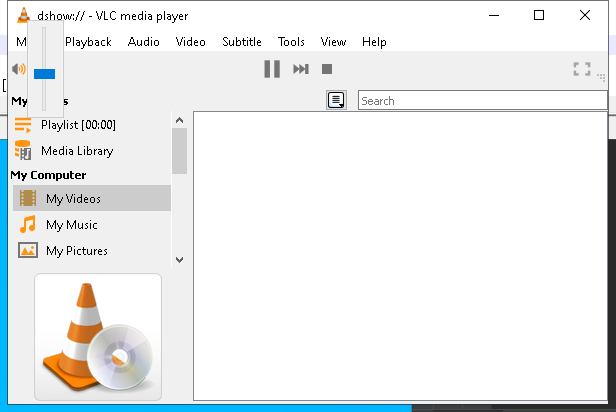 dshow:// - VLC media player
M Playback Audio Video Subtitle Tools View Help
My s
Search
Playlist [00:00]
Media Library
My Computer
My Videos
My Music
My Pictures